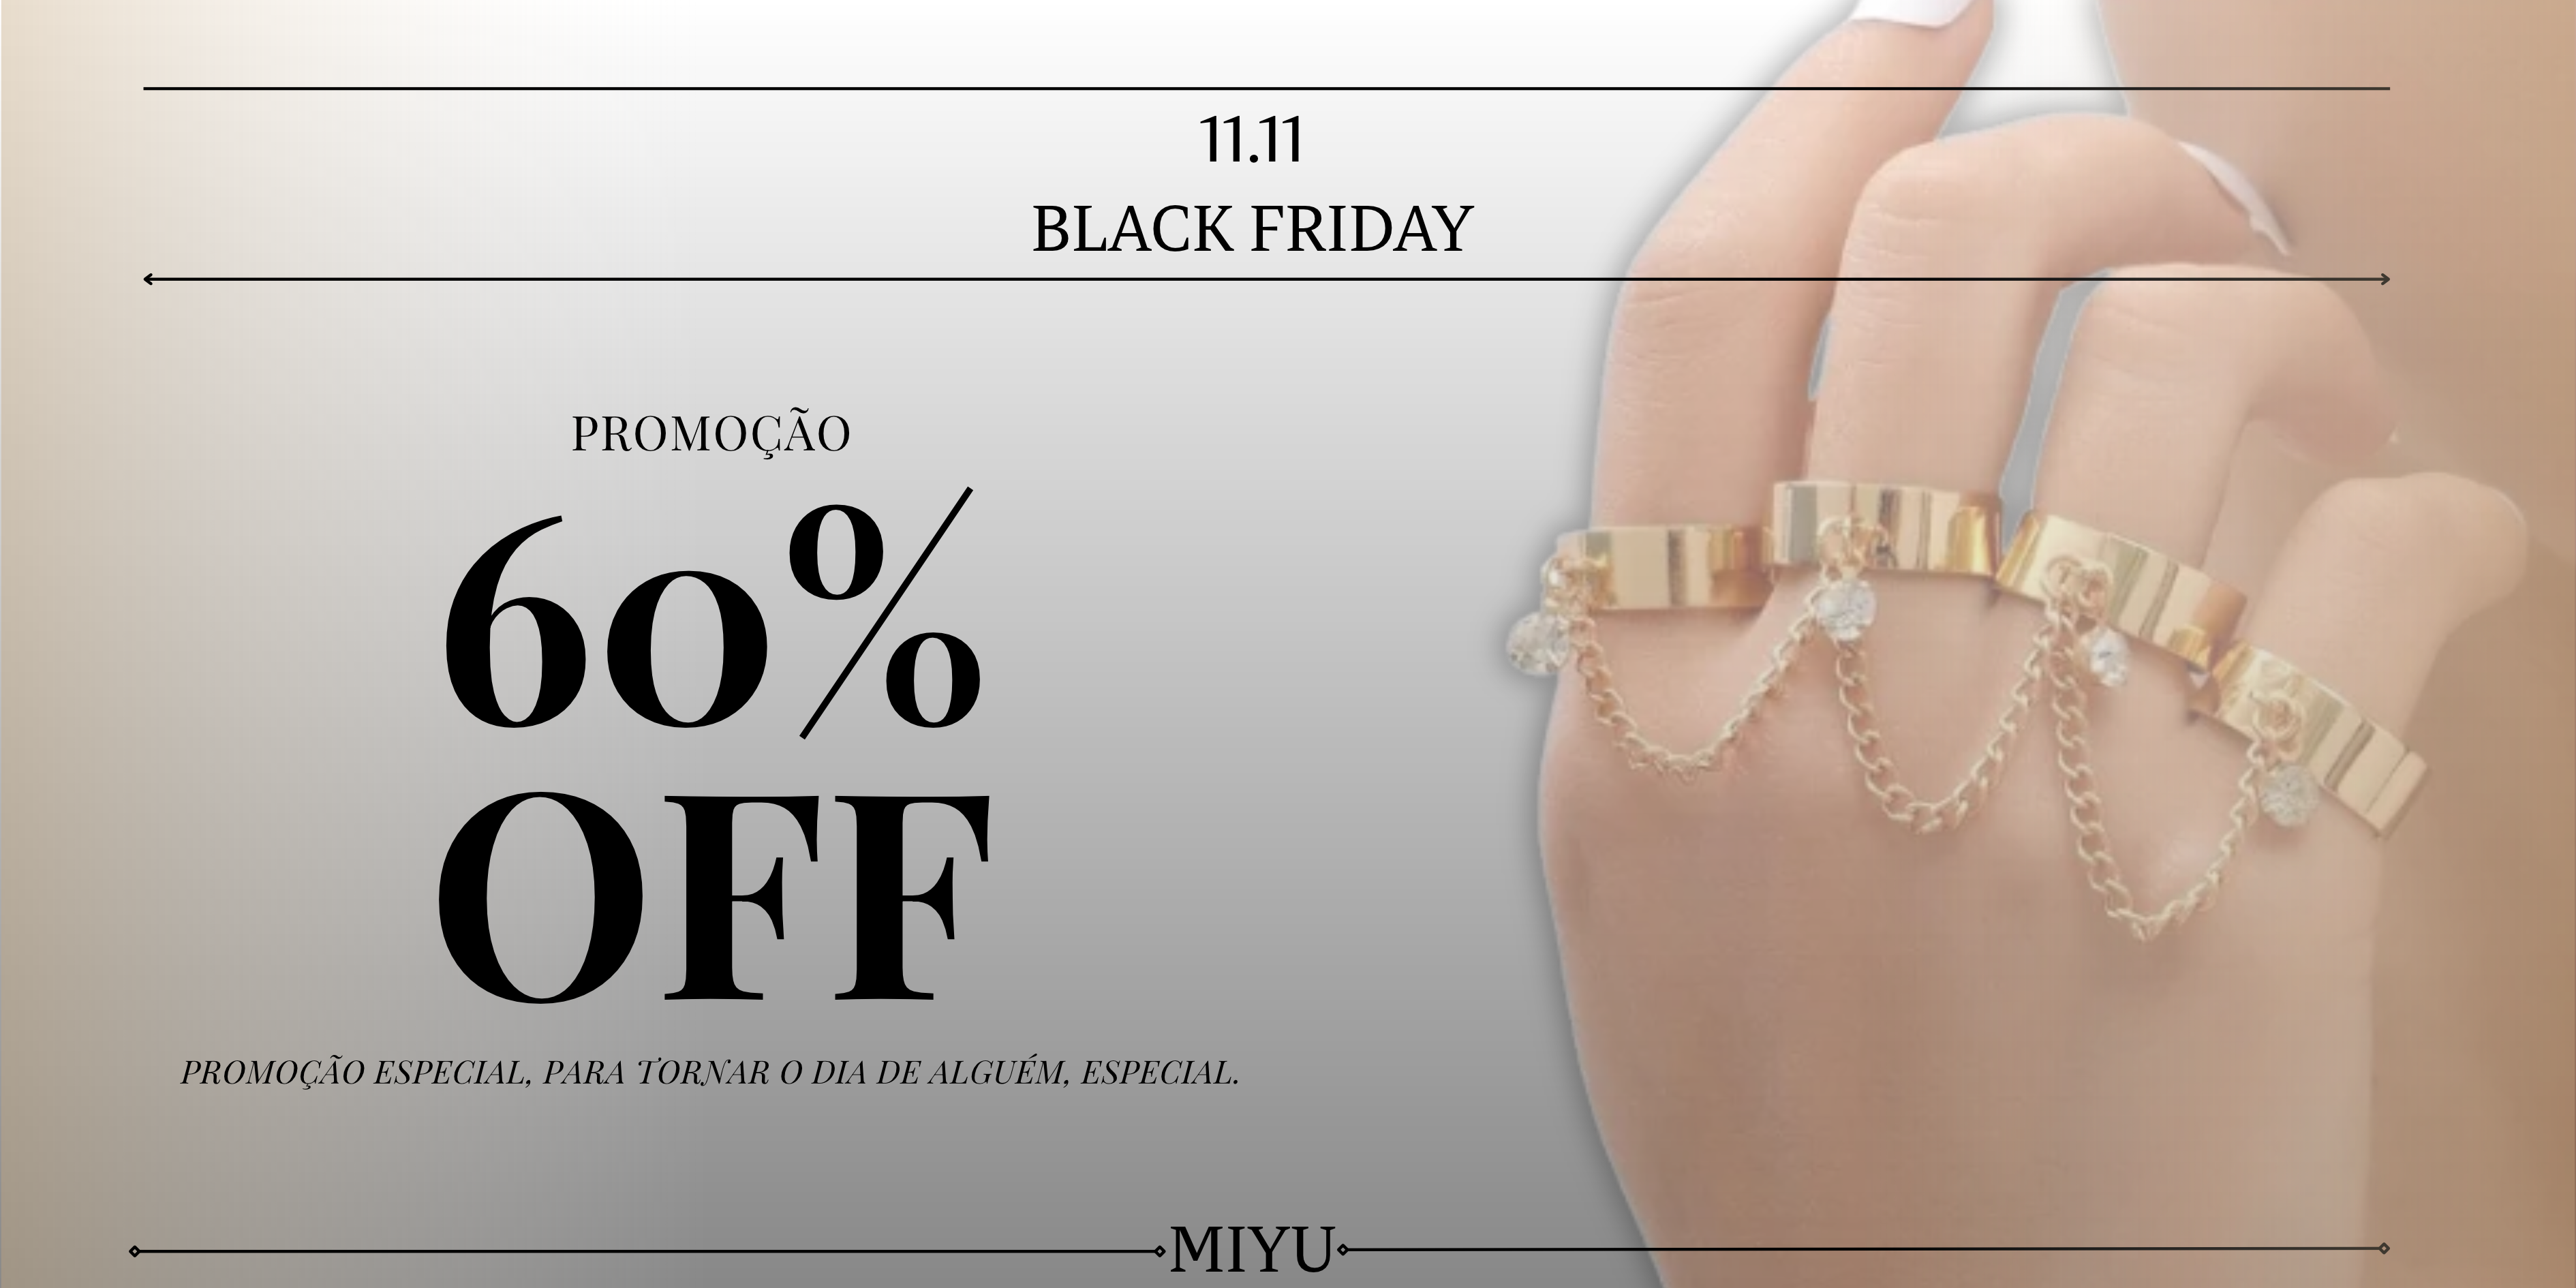 11.11
BLACK FRIDAY
PROMOÇÃO
60%
OFF
PROMOÇÃO ESPECIAL, PARA TORNAR O DIA DE ALGUÉM, ESPECIAL.
MIYU